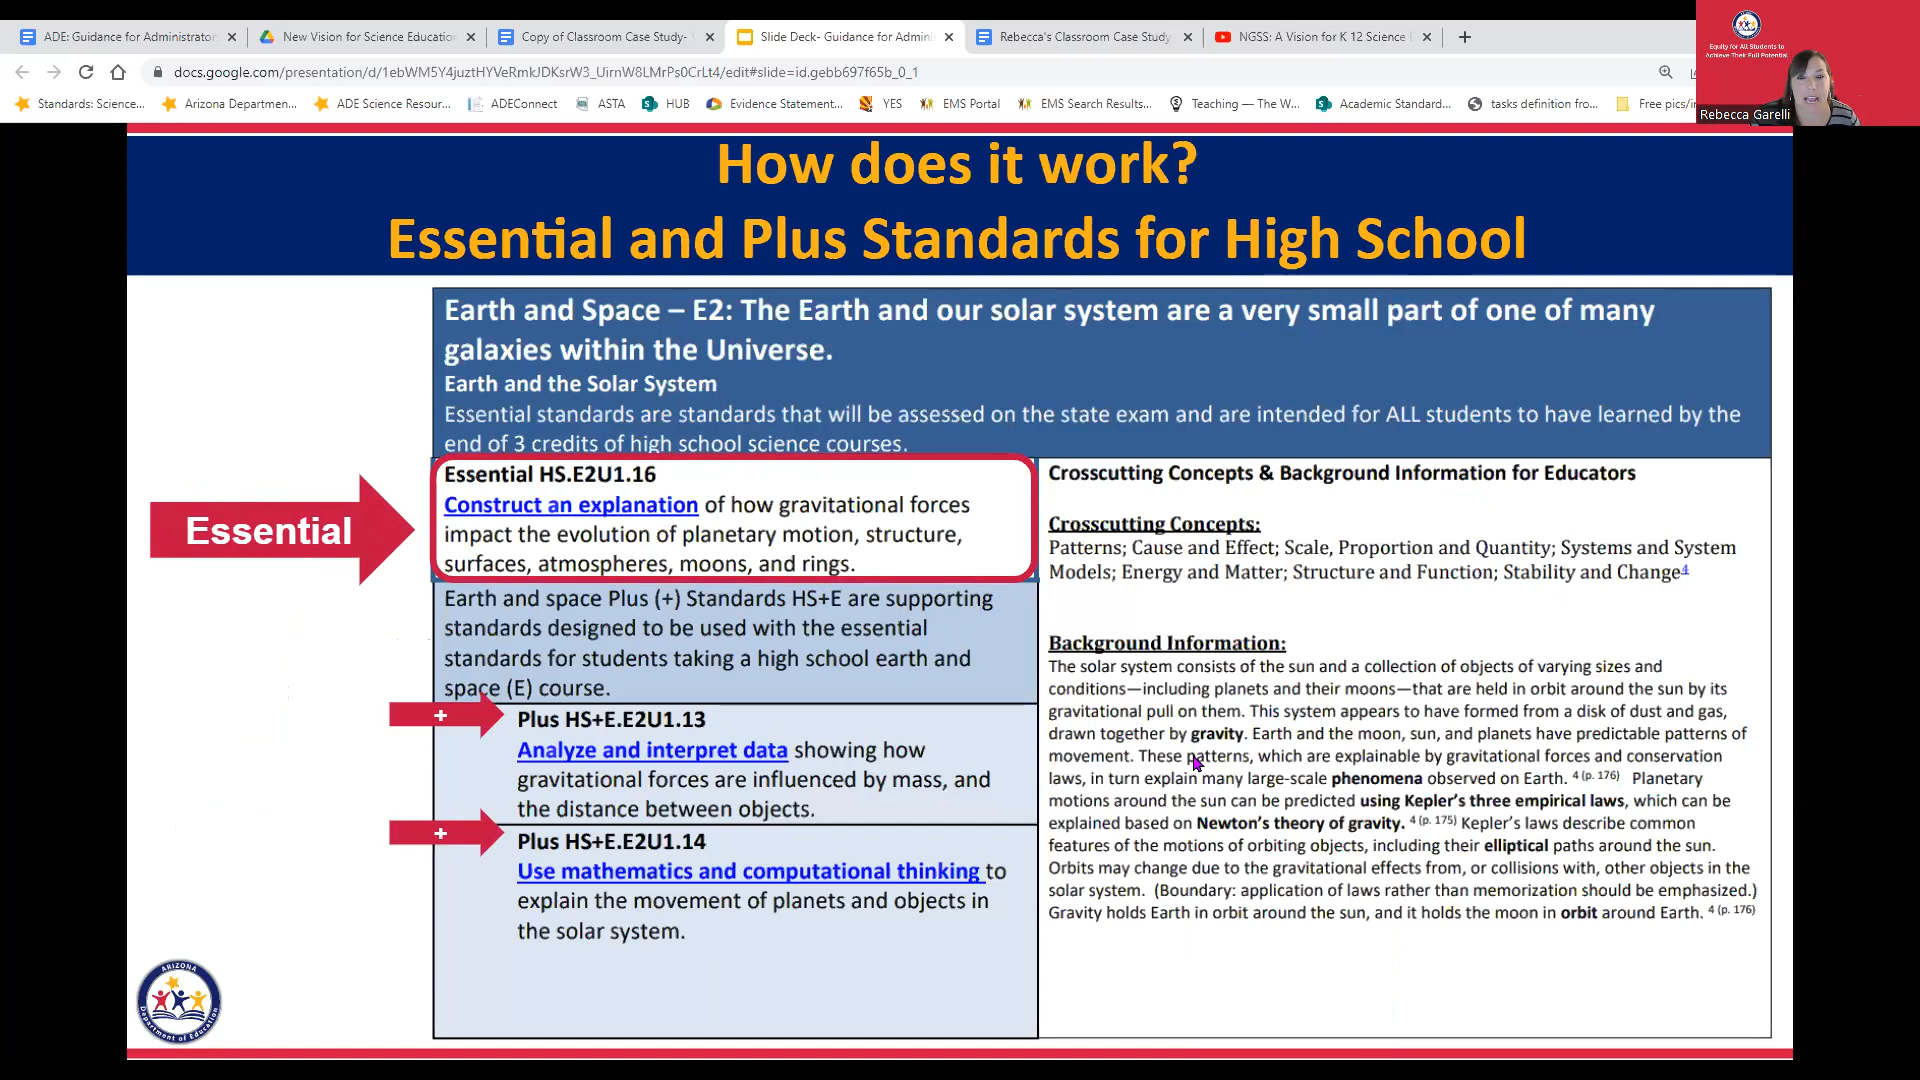 ADE: Guidance for Administrator
New Vision for Science Education
Copy of Classroom Case Study-
Slide Deck- Guidance for Admini
Rebecca's Classroom Case Study
NGSS: A Vision for K 12 Science
docs.google.com/presentation/d/1ebWM5Y4juztHYVeRmkJDKsrW3_UirnW8LMrPs0CrLt4/edit#slide=id.gebb697f65b_0_1
Standards: Science...
Arizona Departmen...
ADE Science Resour...
ADEConnect
ASTA
HUB
Evidence Statement...
YES
EMS Portal
EMS Search Results...
Teaching — The W...
Academic Standard...
tasks definition fro...
Free pics/i
Equity for All Students to
Achieve Their Full Potential
Rebecca Garelli
How does it work?
Essential and Plus Standards for High School
Earth and Space – E2: The Earth and our solar system are a very small part of one of many
galaxies within the Universe.
Earth and the Solar System
Essential standards are standards that will be assessed on the state exam and are intended for ALL students to have learned by the
end of 3 credits of high school science courses.
Essential
Essential HS.E2U1.16
Construct an explanation of how gravitational forces
impact the evolution of planetary motion, structure,
surfaces, atmospheres, moons, and rings.
Earth and space Plus (+) Standards HS+E are supporting
standards designed to be used with the essential
standards for students taking a high school earth and
space (E) course.
+
Plus HS+E.E2U1.13
Analyze and interpret data showing how
gravitational forces are influenced by mass, and
the distance between objects.
+
Plus HS+E.E2U1.14
Use mathematics and computational thinking to
explain the movement of planets and objects in
the solar system.
Crosscutting Concepts & Background Information for Educators
Crosscutting Concepts:
Patterns; Cause and Effect; Scale, Proportion and Quantity; Systems and System
Models; Energy and Matter; Structure and Function; Stability and Change4
Background Information:
The solar system consists of the sun and a collection of objects of varying sizes and
conditions—including planets and their moons—that are held in orbit around the sun by its
gravitational pull on them. This system appears to have formed from a disk of dust and gas,
drawn together by gravity. Earth and the moon, sun, and planets have predictable patterns of
movement. These patterns, which are explainable by gravitational forces and conservation
laws, in turn explain many large-scale phenomena observed on Earth. 4 (p. 176) Planetary
motions around the sun can be predicted using Kepler's three empirical laws, which can be
explained based on Newton's theory of gravity. 4 (p. 175) Kepler's laws describe common
features of the motions of orbiting objects, including their elliptical paths around the sun.
Orbits may change due to the gravitational effects from, or collisions with, other objects in the
solar system. (Boundary: application of laws rather than memorization should be emphasized.)
Gravity holds Earth in orbit around the sun, and it holds the moon in orbit around Earth. 4 (p. 176)
ARIZONA
Department of Education